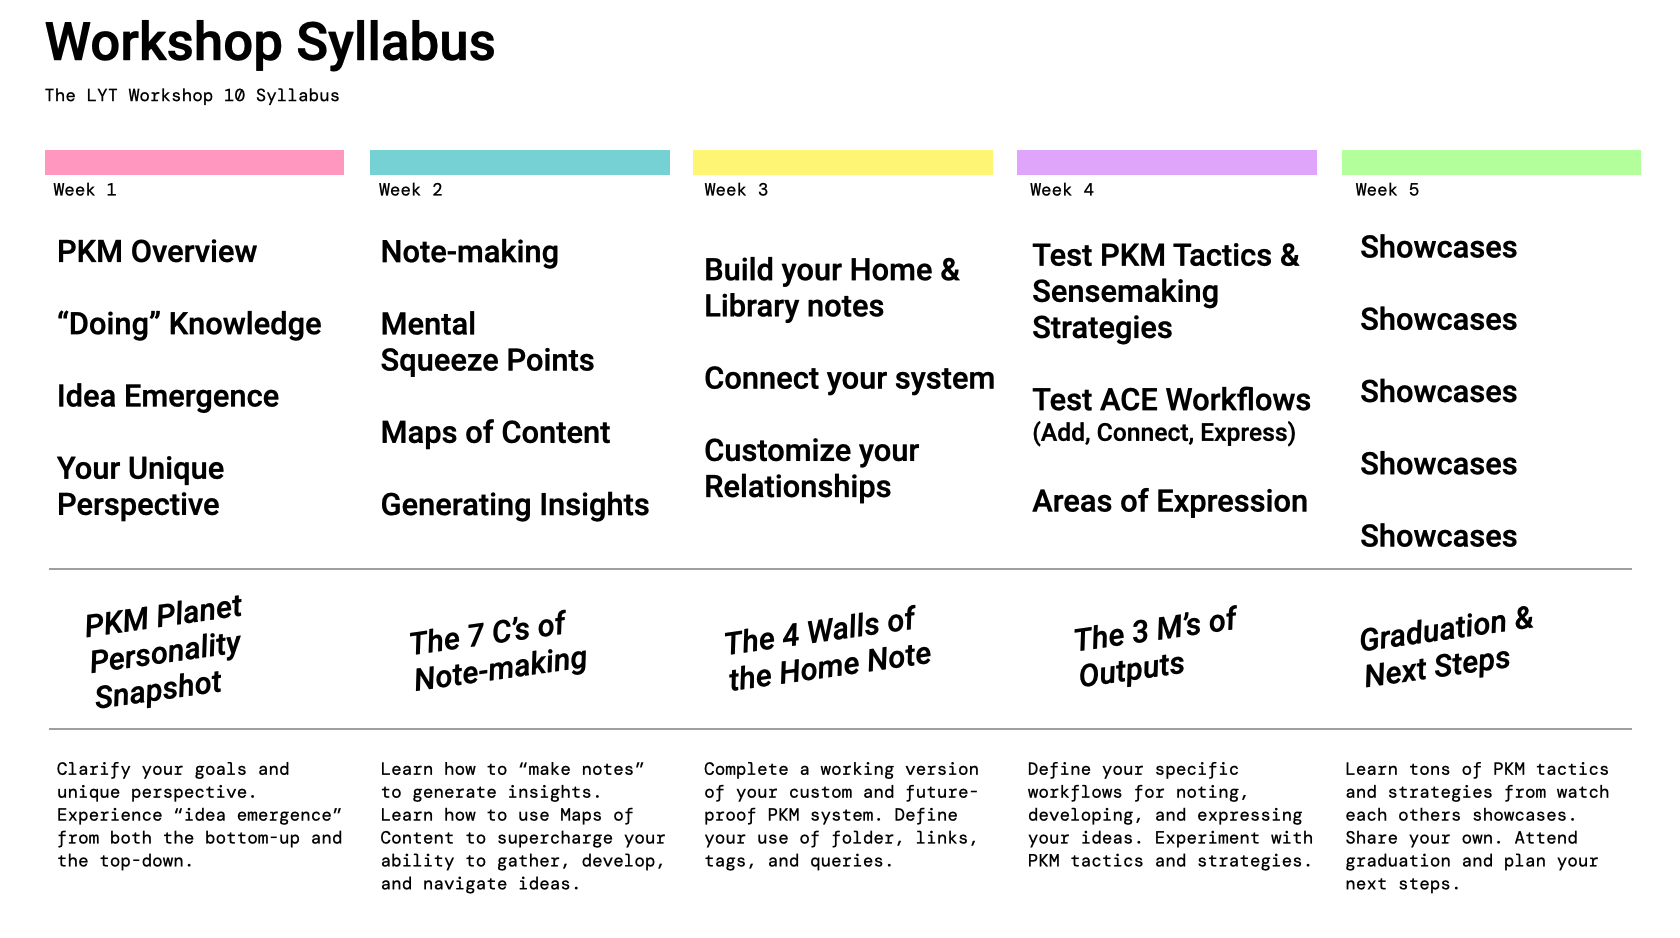 Workshop Syllabus
The LYT Workshop 10 Syllabus
Week 1
PKM Overview
“Doing” Knowledge
Idea Emergence
Your Unique
Perspective
PKM Planet
Personality
Snapshot
Clarify your goals and
unique perspective.
Experience “idea emergence”
from both the bottom-up and
the top-down.
Week 2
Note-making
Mental
Squeeze Points
Maps of Content
Generating Insights
The 7 C’s of
Note-making
Learn how to “make notes”
to generate insights.
Learn how to use Maps of
Content to supercharge your
ability to gather, develop,
and navigate ideas.
Week 3
Build your Home &
Library notes
Connect your system
Customize your
Relationships
The 4 Walls of
the Home Note
Complete a working version
of your custom and future-
proof PKM system. Define
your use of folder, links,
tags, and queries.
Week 4
Test PKM Tactics &
Sensemaking
Strategies
Test ACE Workflows
(Add, Connect, Express)
Areas of Expression
The 3 M’s of
Outputs
Define your specific
workflows for noting,
developing, and expressing
your ideas. Experiment with
PKM tactics and strategies.
Week 5
Showcases
Showcases
Showcases
Showcases
Showcases
Graduation &
Next Steps
Learn tons of PKM tactics
and strategies from watch
each others showcases.
Share your own. Attend
graduation and plan your
next steps.